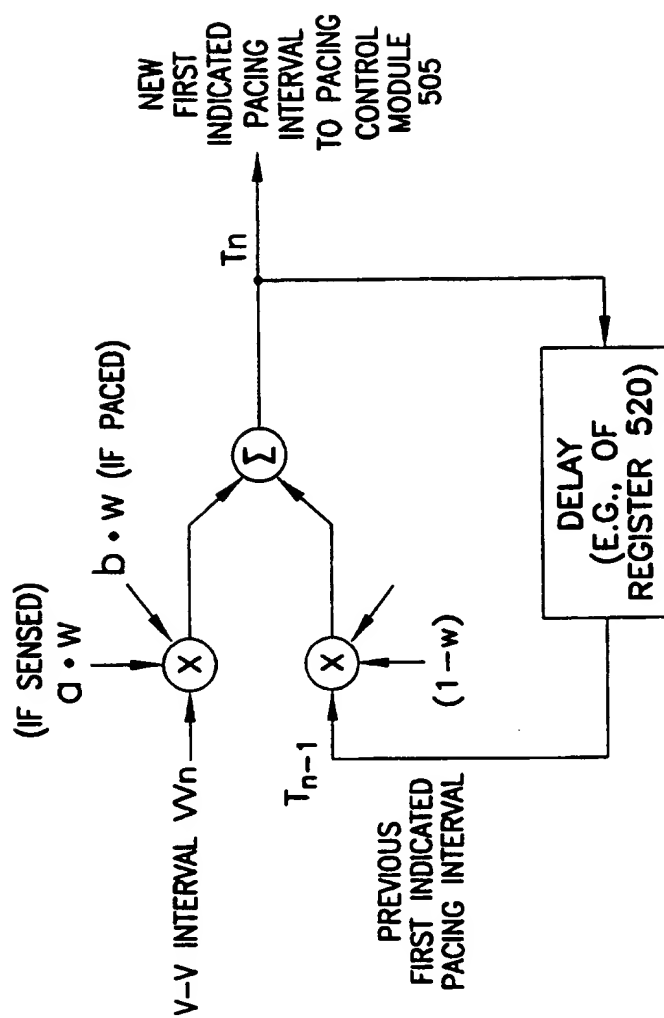 (IF SENSED)
a • W
b • W (IF PACED)
V–V INTERVAL VVn
X
Σ
Tn
NEW
FIRST
INDICATED
PACING
INTERVAL
TO PACING
CONTROL
MODULE
505
X
(1–w)
Tn–1
PREVIOUS
FIRST INDICATED
PACING INTERVAL
DELAY
(E.G., OF
REGISTER 520)